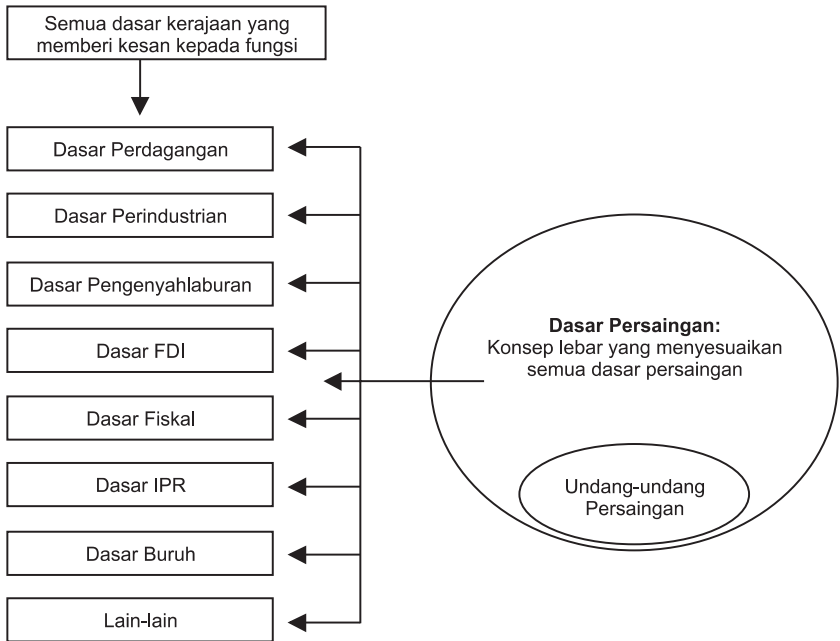 Semua dasar kerajaan yang
memberi kesan kepada fungsi
Dasar Perdagangan
Dasar Perindustrian
Dasar Pengenyahlaburan
Dasar FDI
Dasar Fiskal
Dasar IPR
Dasar Buruh
Lain-lain
Dasar Persaingan:
Konsep lebar yang menyesuaikan
semua dasar persaingan
Undang-undang
Persaingan